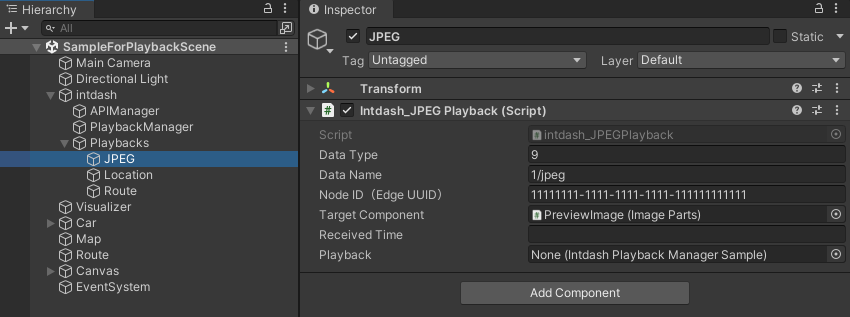 Hierarchy
All
SampleForPlaybackScene
Main Camera
Directional Light
intdash
APIManager
PlaybackManager
Playbacks
JPEG
Location
Route
Visualizer
Car
Map
Route
Canvas
EventSystem
Inspector
JPEG
Static
Tag Untagged
Layer Default
Transform
Intdash_JPEG Playback (Script)
Script intdash_JPEGPlayback
Data Type 9
Data Name 1/jpeg
Node ID（Edge UUID） 11111111-1111-1111-1111-111111111111
Target Component PreviewImage (Image Parts)
Received Time
Playback None (Intdash Playback Manager Sample)
Add Component